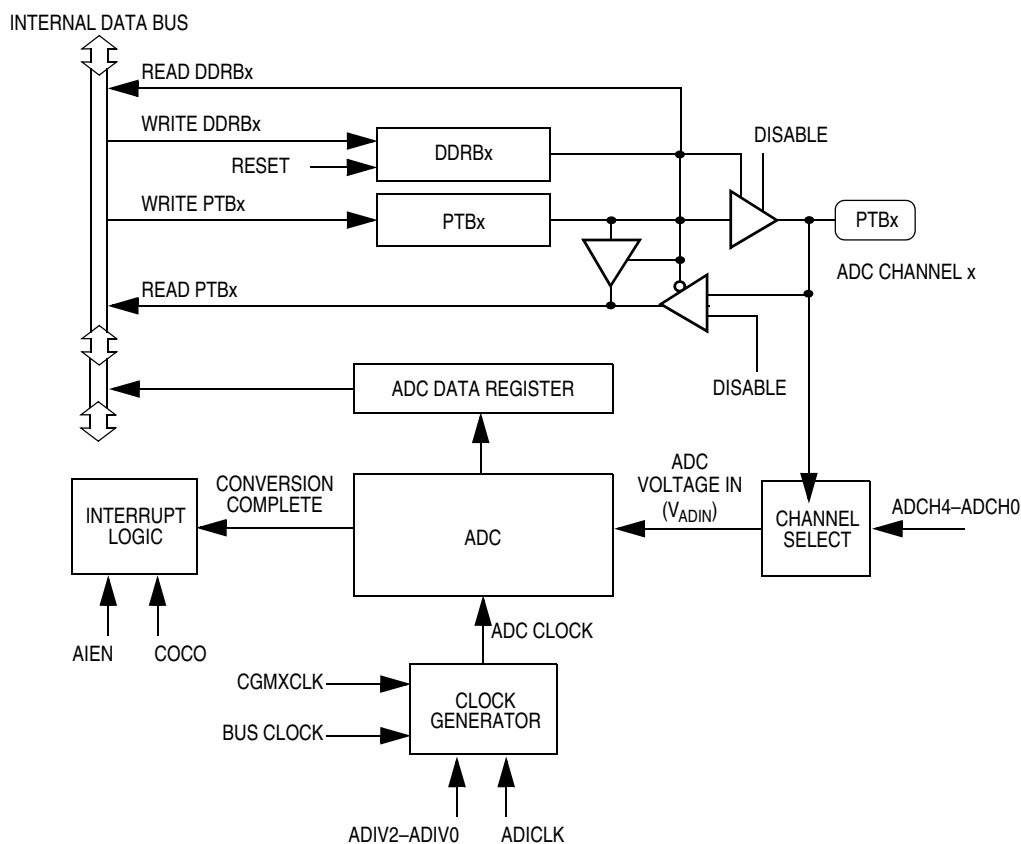 INTERNAL DATA BUS
READ DDRBx
WRITE DDRBx
DDRBx
DISABLE
RESET
WRITE PTBx
PTBx
PTBx
ADC CHANNEL x
READ PTBx
DISABLE
ADC DATA REGISTER
CONVERSION
COMPLETE
INTERRUPT
LOGIC
ADC
ADC
VOLTAGE IN
(VADIN)
CHANNEL
SELECT
ADCH4–ADCH0
AIEN
COCO
ADC CLOCK
CGMXCLK
BUS CLOCK
CLOCK
GENERATOR
ADIV2–ADIV0
ADICLK